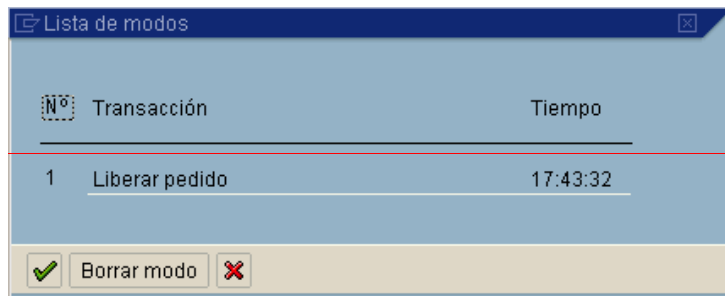 Lista de modos
Nº Transacción Tiempo
1 Liberar pedido 17:43:32
Borrar modo